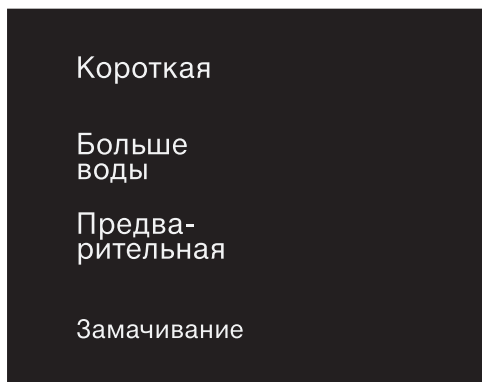 Короткая
Больше
воды
Предва-
рительная
Замачивание